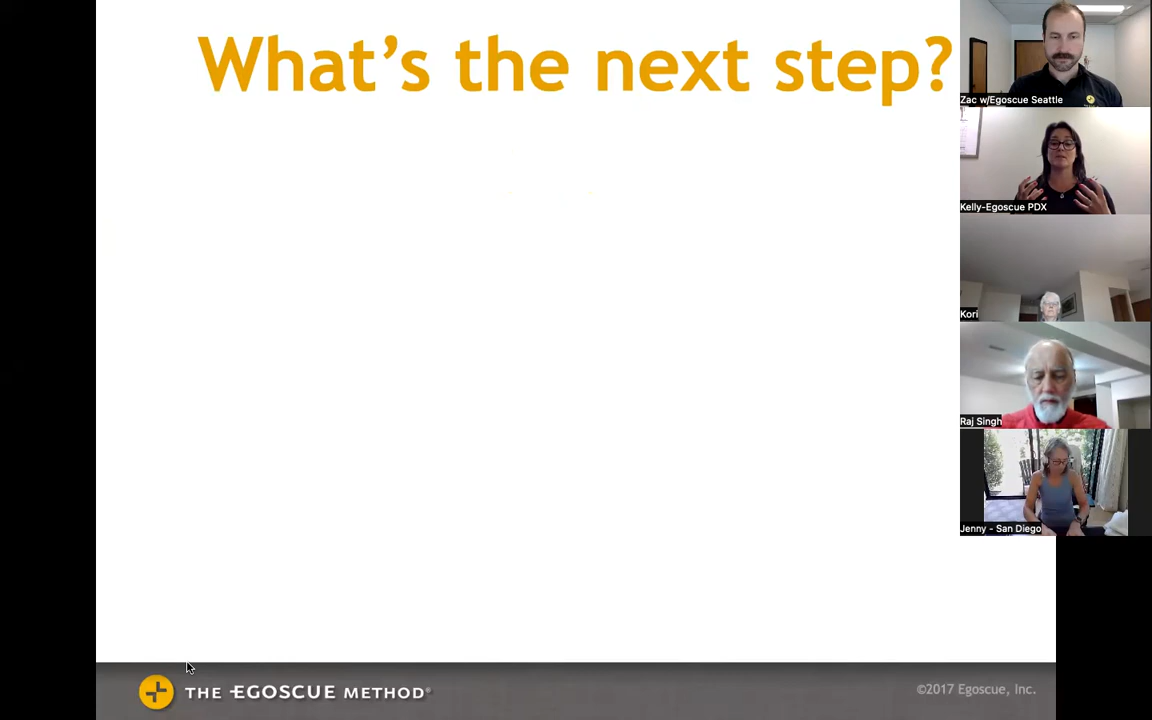 What's the next step?
Zac w/Egoscue Seattle
Kelly-Egoscue PDX
Kori
Raj Singh
Jenny - San Diego
THE EGOSCUE METHOD®
©2017 Egoscue, Inc.